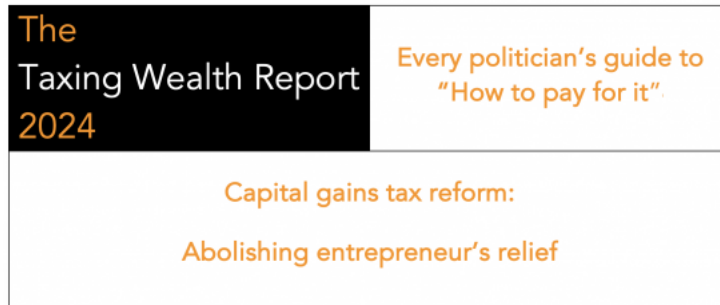 The
Taxing Wealth Report
2024
Every politician's guide to
"How to pay for it"
Capital gains tax reform:
Abolishing entrepreneur's relief